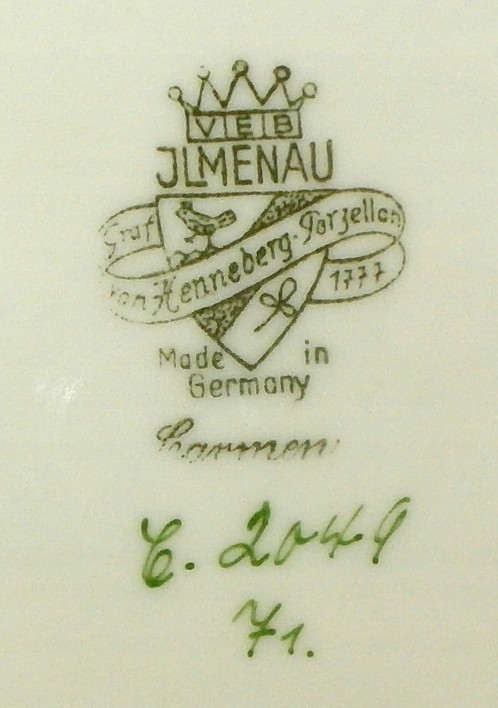 VEB
JLMENAU
Graf
von Henneberg-Porzellan
1777
Made in
Germany
Carmen
C. 2049
71.